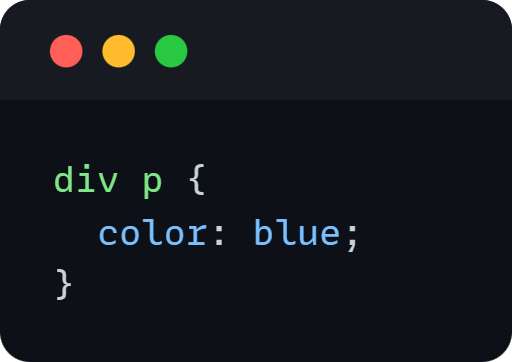 div p {
  color: blue;
}